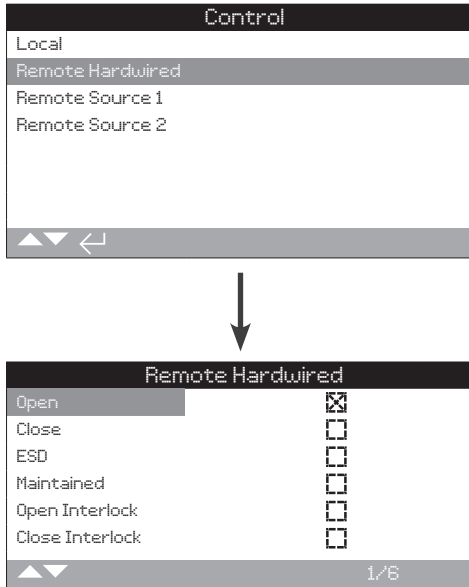 Control
Local
Remote Hardwired
Remote Source 1
Remote Source 2
Remote Hardwired
Open
Close
ESD
Maintained
Open Interlock
Close Interlock
1/6